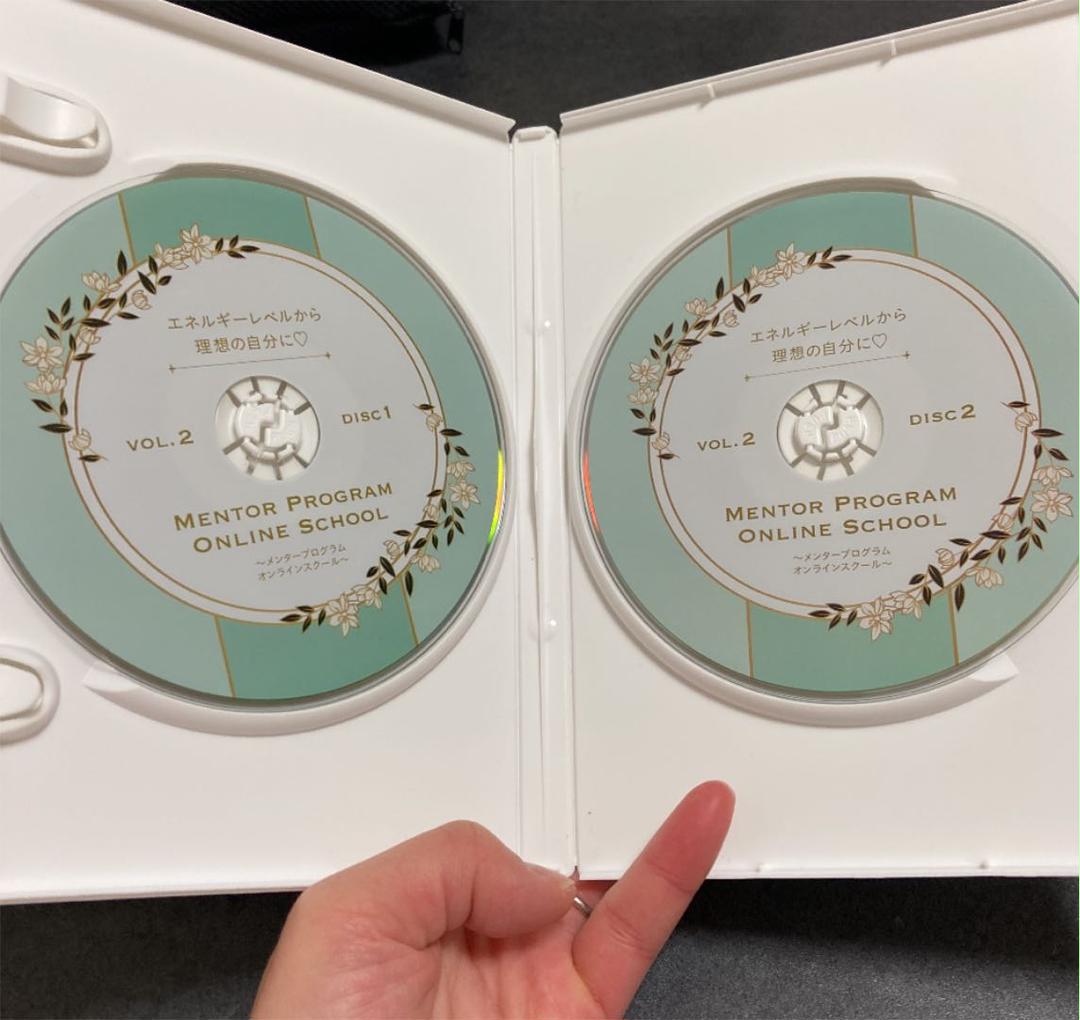 エネルギーレベルから
理想の自分に♡
VOL.2
DISC1
MENTOR PROGRAM
ONLINE SCHOOL
〜メンタープログラム
オンラインスクール〜
エネルギーレベルから
理想の自分に♡
VOL.2
DISC2
MENTOR PROGRAM
ONLINE SCHOOL
〜メンタープログラム
オンラインスクール〜